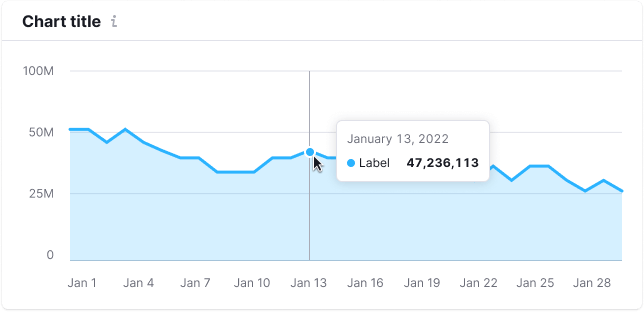 Chart title
100M
50M
25M
0
January 13, 2022
Label 47,236,113
Jan 1 Jan 4 Jan 7 Jan 10 Jan 13 Jan 16 Jan 19 Jan 22 Jan 25 Jan 28